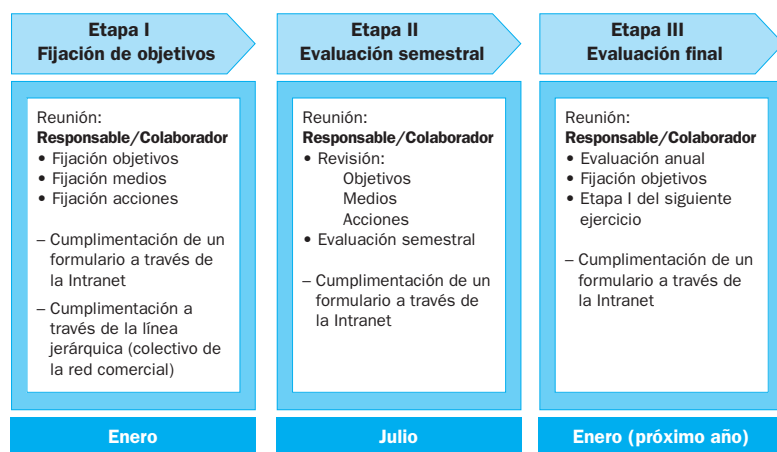 Etapa I
Fijación de objetivos
Etapa II
Evaluación semestral
Etapa III
Evaluación final
Reunión:
Responsable/Colaborador
• Fijación objetivos
• Fijación medios
• Fijación acciones
– Cumplimentación de un
formulario a través de
la Intranet
– Cumplimentación a
través de la línea
jerárquica (colectivo de
la red comercial)
Reunión:
Responsable/Colaborador
• Revisión:
Objetivos
Medios
Acciones
• Evaluación semestral
– Cumplimentación de un
formulario a través de
la Intranet
Reunión:
Responsable/Colaborador
• Evaluación anual
• Fijación objetivos
• Etapa I del siguiente
ejercicio
– Cumplimentación de un
formulario a través de
la Intranet
Enero
Julio
Enero (próximo año)